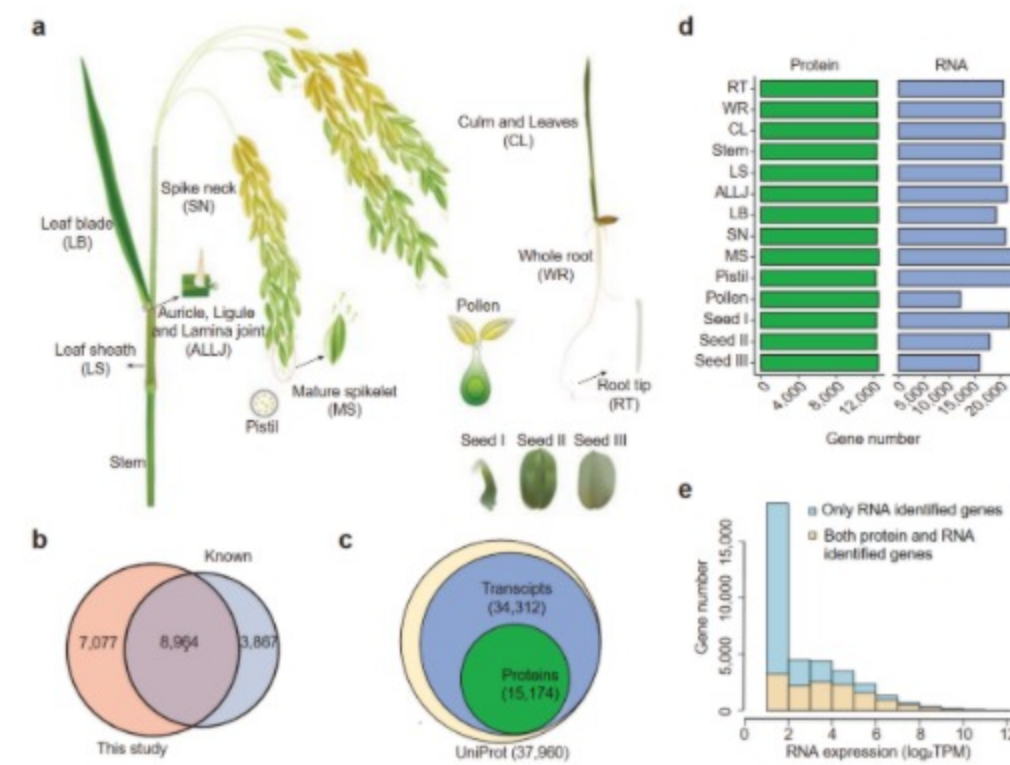 a
Spike neck
(SN)
Leaf blade
(LB)
Auricle, Ligule
and Lamina joint
(ALLJ)
Leaf sheath
(LS)
Mature spikelet
(MS)
Pistil
Stem
Culm and Leaves
(CL)
Whole root
(WR)
Pollen
Root tip
(RT)
Seed I Seed II Seed III
b
Known
7,077
8,964
3,867
This study
c
Transcipts
(34,312)
Proteins
(15,174)
UniProt (37,960)
d
Protein RNA
RT
WR
CL
Stem
LS
ALLJ
LB
SN
MS
Pistil
Pollen
Seed I
Seed II
Seed III
0 4,000 8,000 12,000 0 5,000 10,000 15,000 20,000
Gene number
e
Only RNA identified genes
Both protein and RNA
identified genes
Gene number
15,000
10,000
5,000
0
0 2 4 6 8 10 12
RNA expression (log₂TPM)